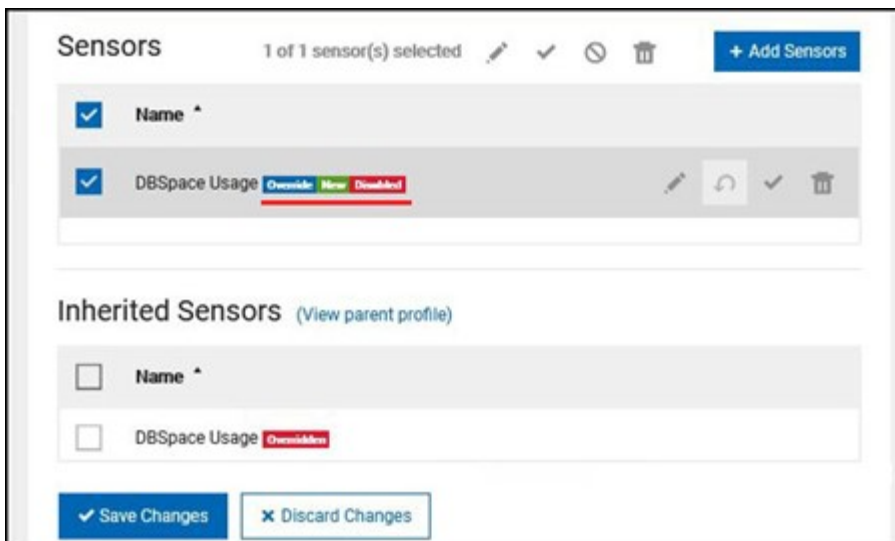 Sensors 1 of 1 sensor(s) selected + Add Sensors
Name
DBSpace Usage Override New Disabled
Inherited Sensors (View parent profile)
Name
DBSpace Usage Overridden
Save Changes Discard Changes